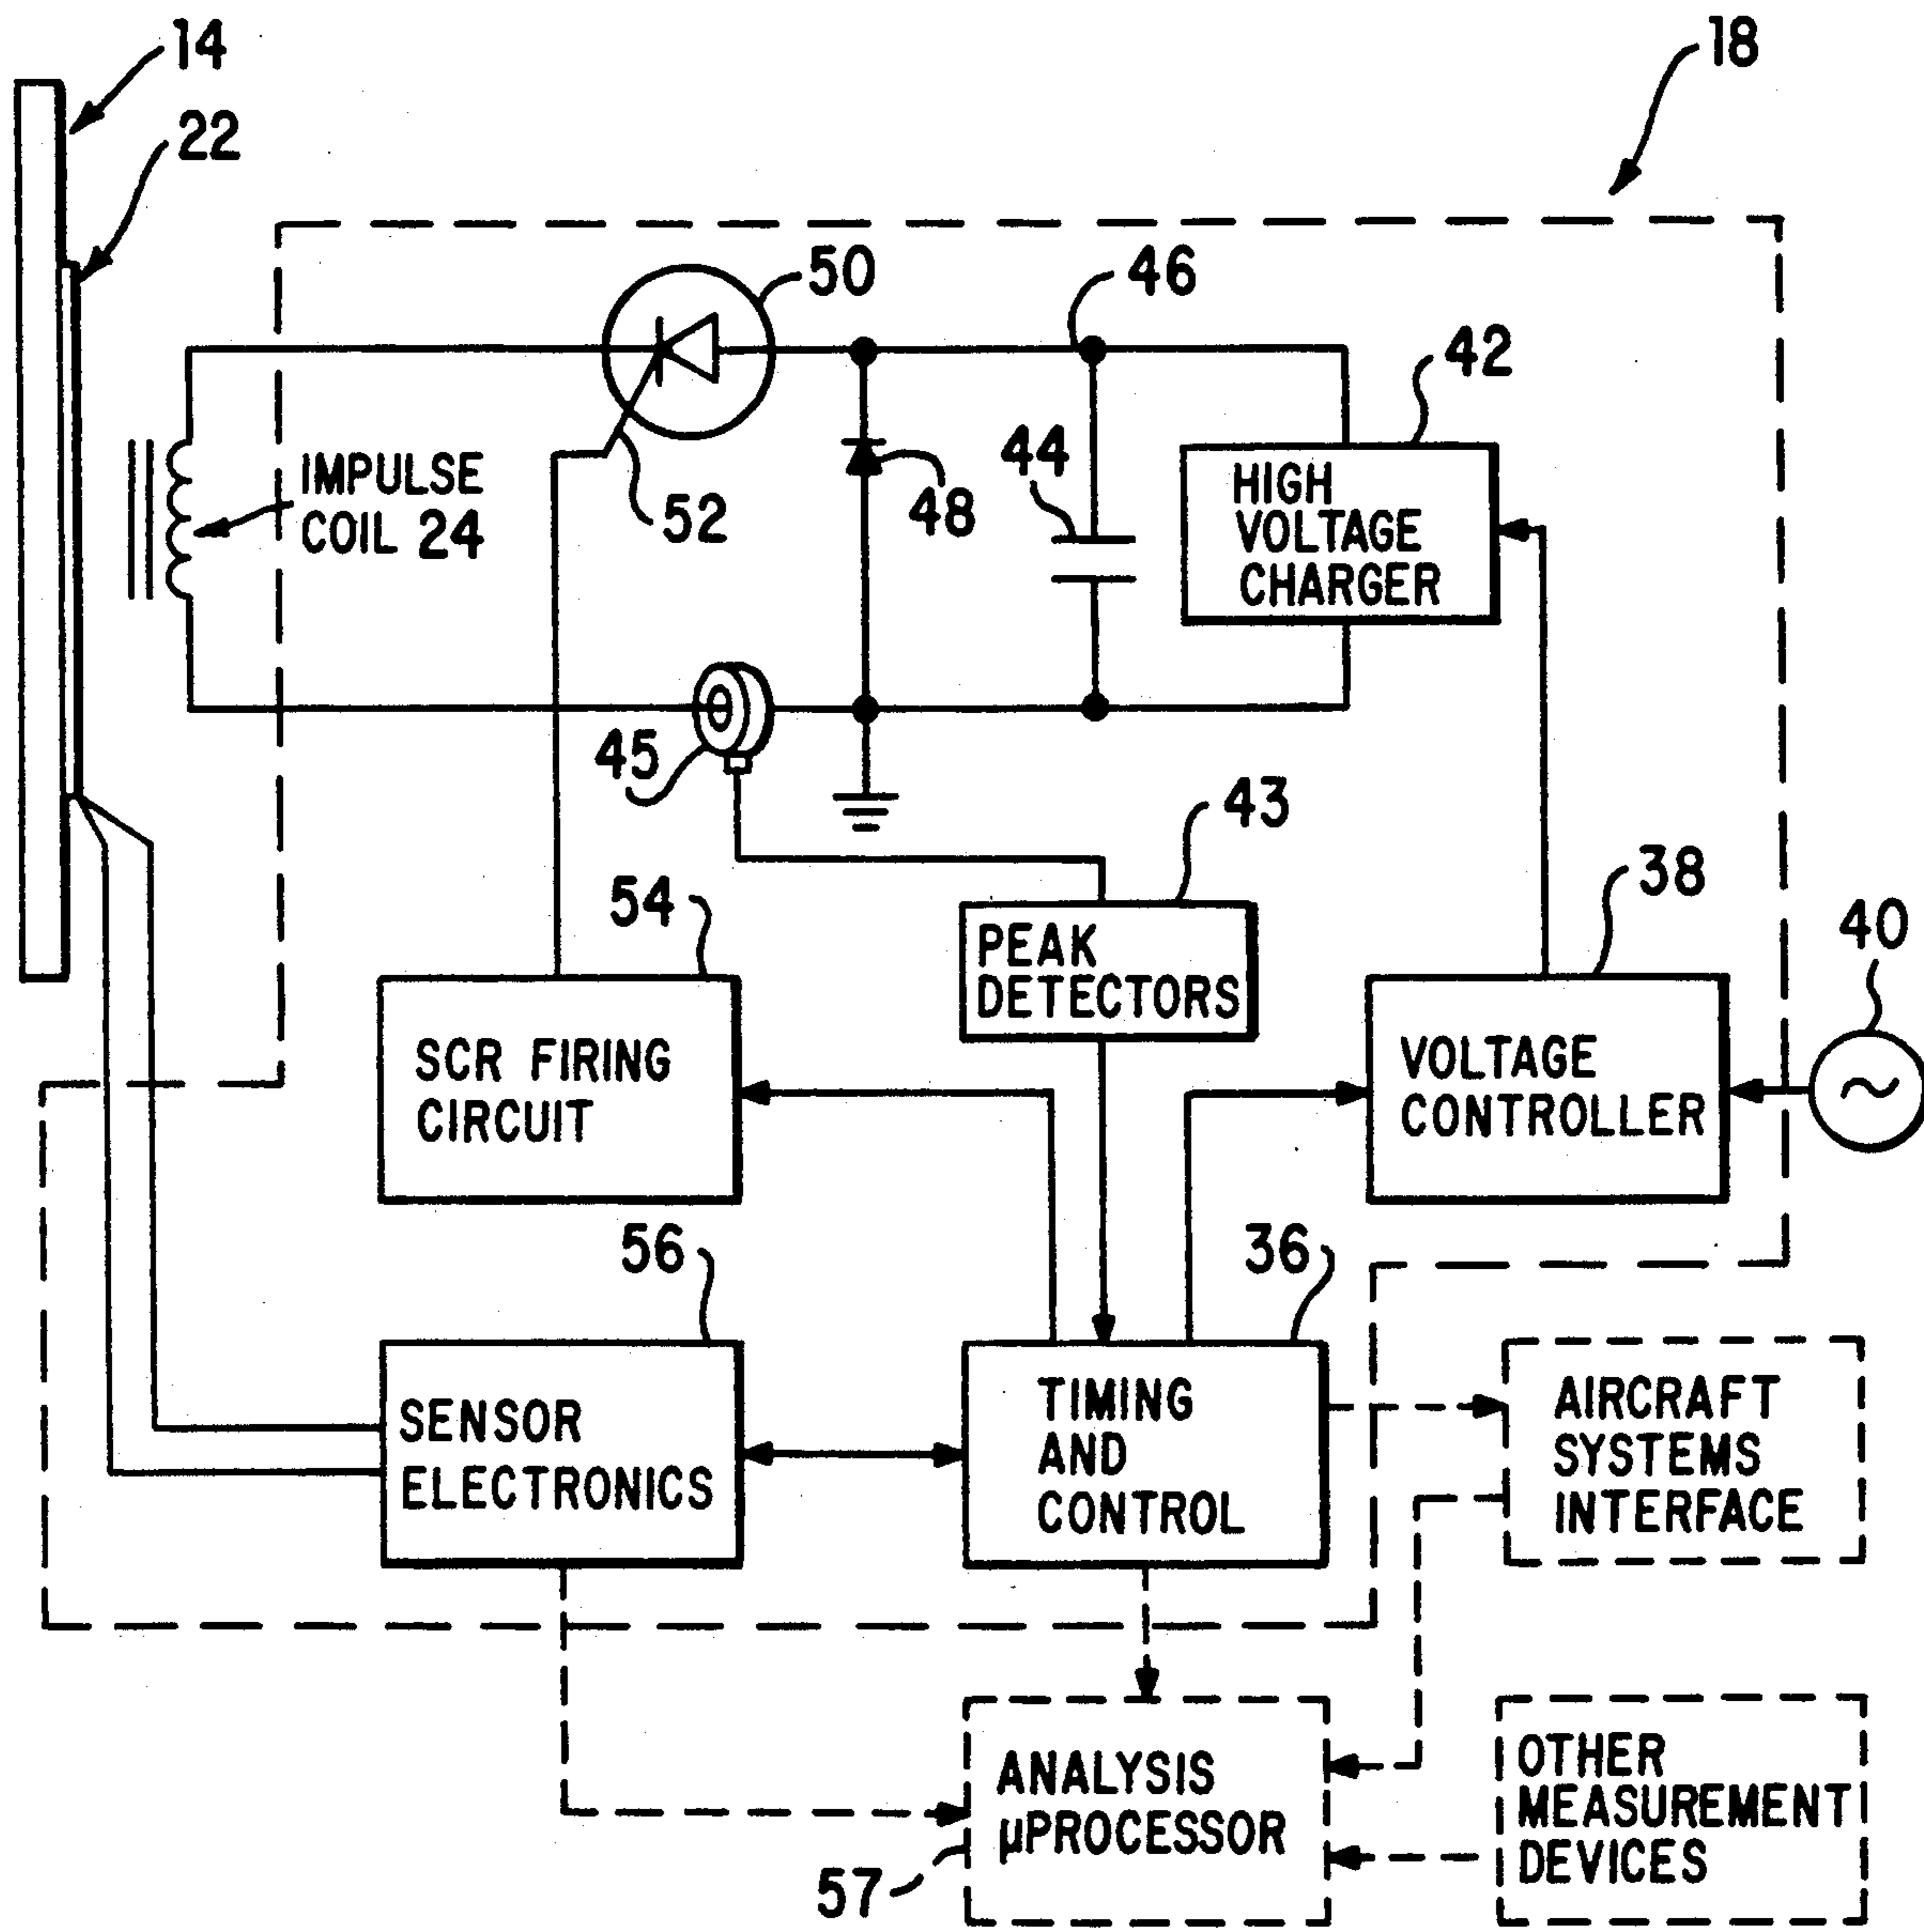 14
18
22
50
46
42
IMPULSE
COIL 24
52
48
44
HIGH
VOLTAGE
CHARGER
45
43
54
38
40
PEAK
DETECTORS
SCR FIRING
CIRCUIT
VOLTAGE
CONTROLLER
56
36
SENSOR
ELECTRONICS
TIMING
AND
CONTROL
AIRCRAFT
SYSTEMS
INTERFACE
ANALYSIS
µPROCESSOR
57
OTHER
MEASUREMENT
DEVICES